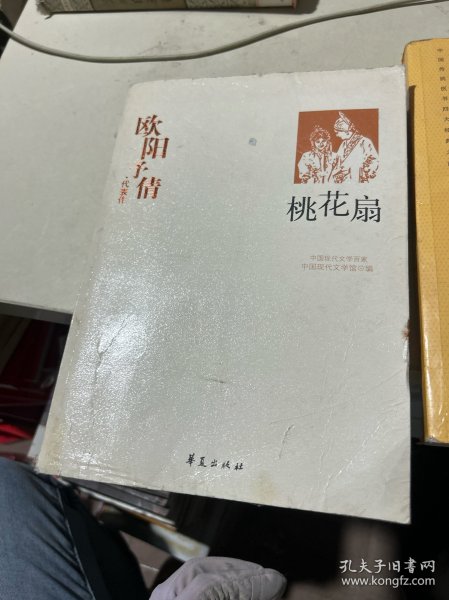 欧阳予倩
·代表作
桃花扇
中国现代文学百家
中国现代文学馆◎编
华夏出版社
孔夫子旧书网
www.kongfz.com